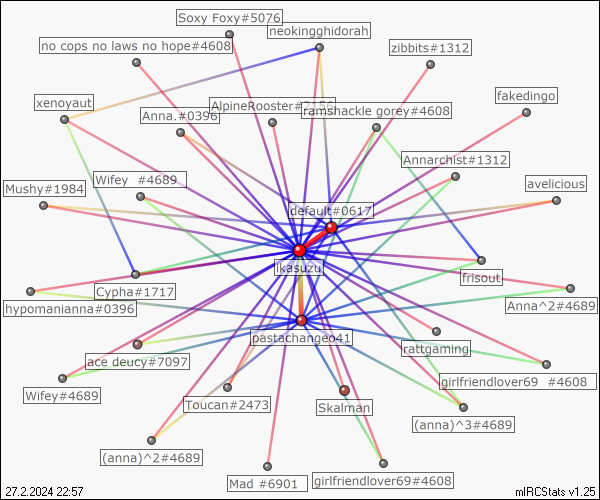 Soxy Foxy#5076
neokingghidorah
no cops no laws no hope#4608
zibbits#1312
xenoyaut
AlpineRooster#2156
fakedingo
Anna.#0396
ramshackle gorey#4608
Annarchist#1312
Mushy#1984
Wifey  #4689
avelicious
default#0617
ikasuzu
frisout
Cypha#1717
hypomanianna#0396
Anna^2#4689
pastachangeo41
rattgaming
ace deucy#7097
girlfriendlover69  #4608
Wifey#4689
Toucan#2473
Skalman
(anna)^3#4689
(anna)^2#4689
Mad #6901
girlfriendlover69#4608
27.2.2024 22:57
mIRCStats v1.25